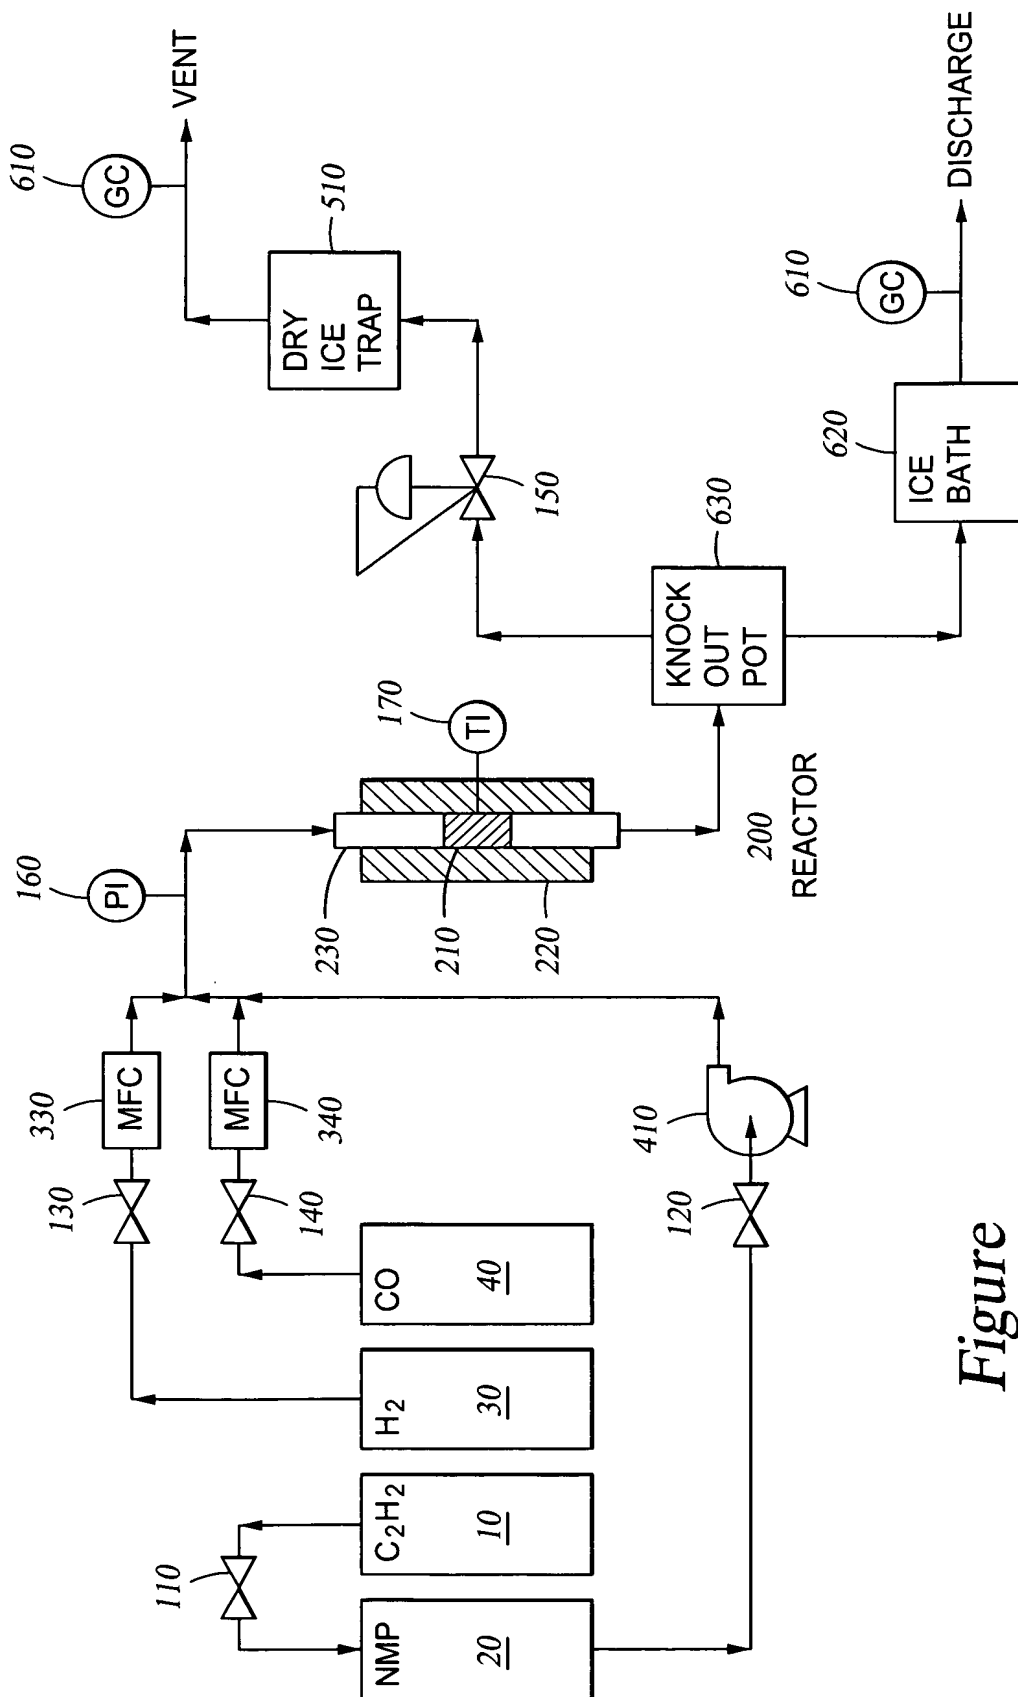 NMP
20
C2H2
10
H2
30
CO
40
110
130
140
120
MFC
330
MFC
340
410
PI
160
230
210
220
TI
170
200
REACTOR
KNOCK
OUT
POT
630
150
DRY
ICE
TRAP
510
GC
610
VENT
ICE
BATH
620
GC
610
DISCHARGE
Figure